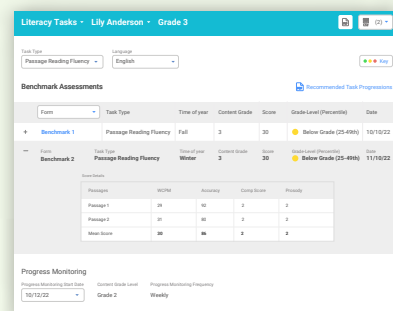 Literacy Tasks Lily Anderson Grade 3
(2)
Task Type Language
Passage Reading Fluency English
Key
Benchmark Assessments Recommended Task Progressions
Form Task Type Time of year Content Grade Score Grade-Level (Percentile) Date
+ Benchmark 1 Passage Reading Fluency Fall 3 30 Below Grade (25-49th) 10/10/22
Form Task Type Time of year Content Grade Score Grade-Level (Percentile) Date
– Benchmark 2 Passage Reading Fluency Winter 3 30 Below Grade (25-49th) 11/10/22
Score Details
Passages WCPM Accuracy Comp Score Prosody
Passage 1 29 92 2 2
Passage 2 31 80 2 2
Mean Score 30 86 2 2
Progress Monitoring
Progress Monitoring Start Date Content Grade Level Progress Monitoring Frequency
10/12/22 Grade 2 Weekly